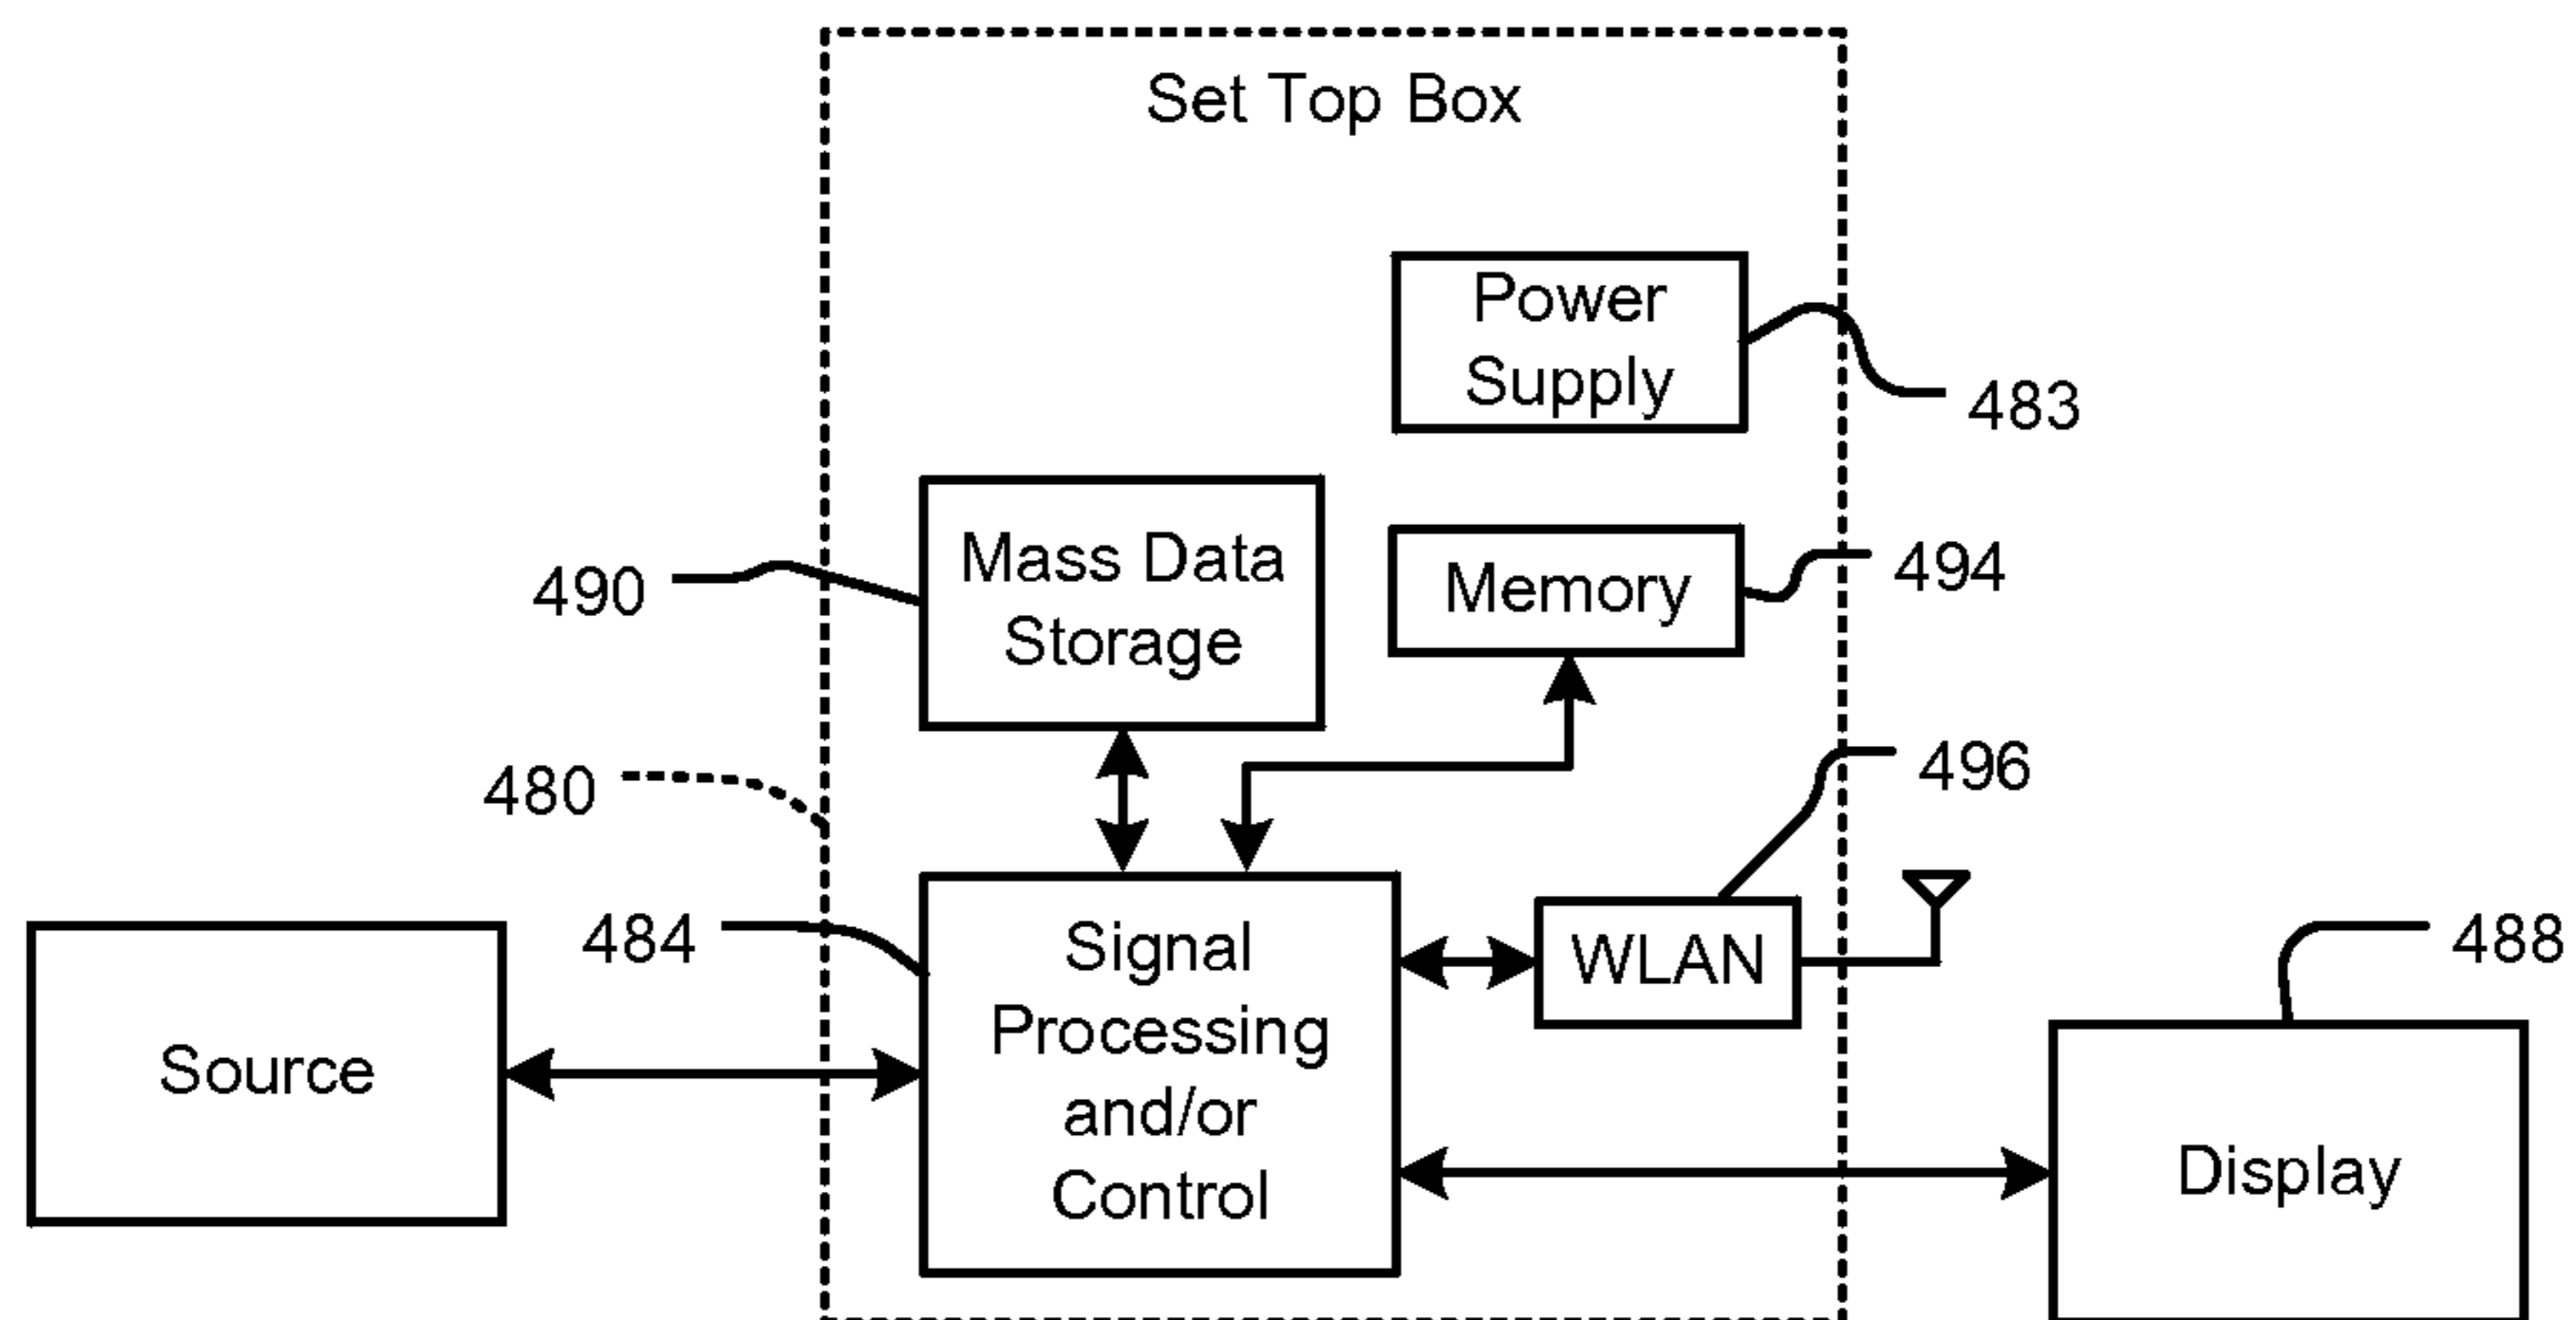 Set Top Box
Power
Supply
483
Mass Data
Storage
490
Memory
494
480
496
484
Signal
Processing
and/or
Control
WLAN
488
Source
Display